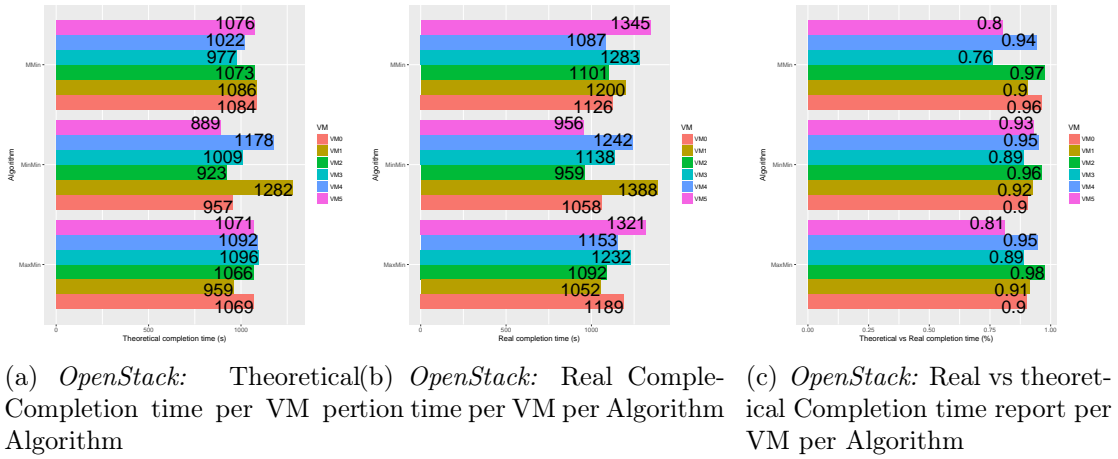 Algorithm
MMin
MinMin
MaxMin
1076
1022
977
1073
1086
1084
889
1178
1009
923
1282
957
1071
1092
1096
1066
959
1069
0
500
1000
Theoretical completion time (s)
VM
VM0
VM1
VM2
VM3
VM4
VM5
Algorithm
MMin
MinMin
MaxMin
1345
1087
1283
1101
1200
1126
956
1242
1138
959
1388
1058
1321
1153
1232
1092
1052
1189
0
500
1000
Real completion time (s)
VM
VM0
VM1
VM2
VM3
VM4
VM5
Algorithm
MMin
MinMin
MaxMin
0.8
0.94
0.76
0.97
0.9
0.96
0.93
0.95
0.89
0.96
0.92
0.9
0.81
0.95
0.89
0.98
0.91
0.9
0.00
0.25
0.50
0.75
1.00
Theoretical vs Real completion time (%)
VM
VM0
VM1
VM2
VM3
VM4
VM5
(a) OpenStack: Theoretical
Completion time per VM per
Algorithm
(b) OpenStack: Real Comple-
tion time per VM per Algorithm
(c) OpenStack: Real vs theoret-
ical Completion time report per
VM per Algorithm